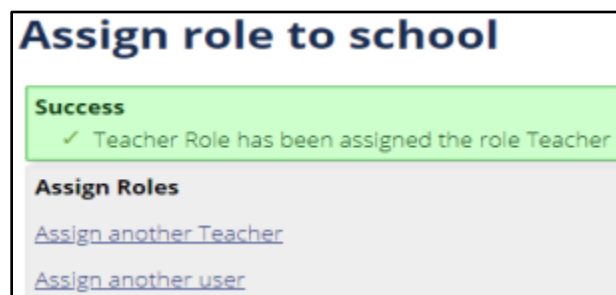 Assign role to school
Success
✓ Teacher Role has been assigned the role Teacher
Assign Roles
Assign another Teacher
Assign another user